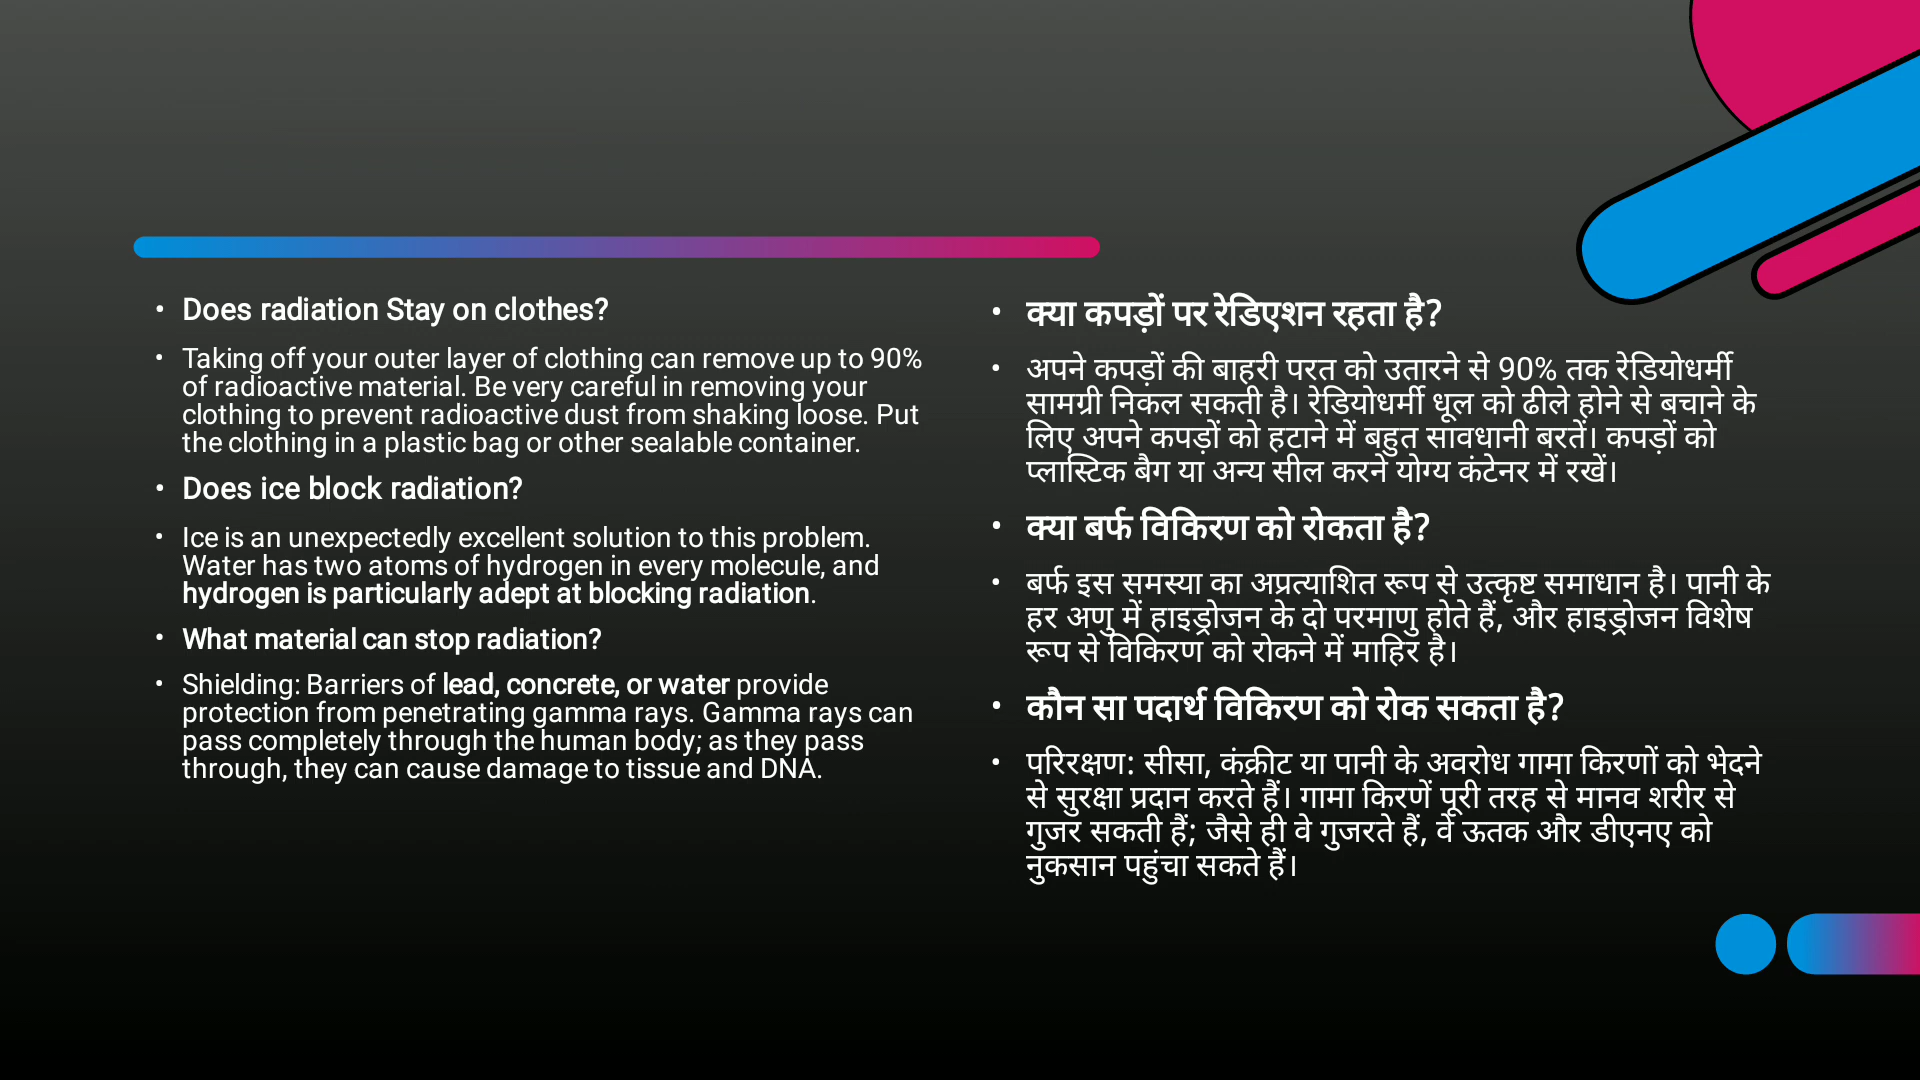 Does radiation Stay on clothes?
Taking off your outer layer of clothing can remove up to 90%
of radioactive material. Be very careful in removing your
clothing to prevent radioactive dust from shaking loose. Put
the clothing in a plastic bag or other sealable container.
Does ice block radiation?
Ice is an unexpectedly excellent solution to this problem.
Water has two atoms of hydrogen in every molecule, and
hydrogen is particularly adept at blocking radiation.
What material can stop radiation?
Shielding: Barriers of lead, concrete, or water provide
protection from penetrating gamma rays. Gamma rays can
pass completely through the human body; as they pass
through, they can cause damage to tissue and DNA.
क्या कपड़ों पर रेडिएशन रहता है?
अपने कपड़ों की बाहरी परत को उतारने से 90% तक रेडियोधर्मी
सामग्री निकल सकती है। रेडियोधर्मी धूल को ढीले होने से बचाने के
लिए अपने कपड़ों को हटाने में बहुत सावधानी बरतें। कपड़ों को
प्लास्टिक बैग या अन्य सील करने योग्य कंटेनर में रखें।
क्या बर्फ विकिरण को रोकता है?
बर्फ इस समस्या का अप्रत्याशित रूप से उत्कृष्ट समाधान है। पानी के
हर अणु में हाइड्रोजन के दो परमाणु होते हैं, और हाइड्रोजन विशेष
रूप से विकिरण को रोकने में माहिर है।
कौन सा पदार्थ विकिरण को रोक सकता है?
परिरक्षण: सीसा, कंक्रीट या पानी के अवरोध गामा किरणों को भेदने
से सुरक्षा प्रदान करते हैं। गामा किरणें पूरी तरह से मानव शरीर से
गुजर सकती हैं; जैसे ही वे गुजरते हैं, वे ऊतक और डीएनए को
नुकसान पहुंचा सकते हैं।